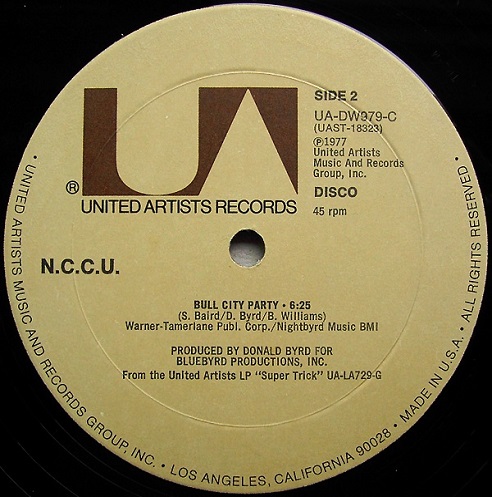 SIDE 2
UA-DW979-C
(UAST-18323)
Ⓟ1977
United Artists
Music And Records
Group, Inc.
DISCO
45 rpm
UA
®
UNITED ARTISTS RECORDS
N.C.C.U.
BULL CITY PARTY • 6:25
(S. Baird/D. Byrd/B. Williams)
Warner-Tamerlane Publ. Corp./Nightbyrd Music BMI
PRODUCED BY DONALD BYRD FOR
BLUEBYRD PRODUCTIONS, INC.
From the United Artists LP "Super Trick" UA-LA729-G
• UNITED ARTISTS MUSIC AND RECORDS GROUP, INC. • LOS ANGELES, CALIFORNIA 90028 • MADE IN U.S.A. • ALL RIGHTS RESERVED •